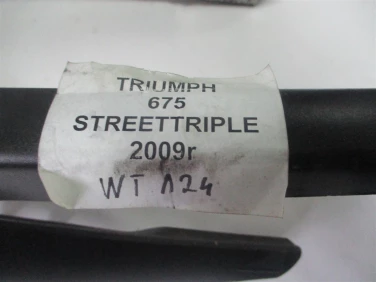 TRIUMPH
675
STREETTRIPLE
2009r
WT 124